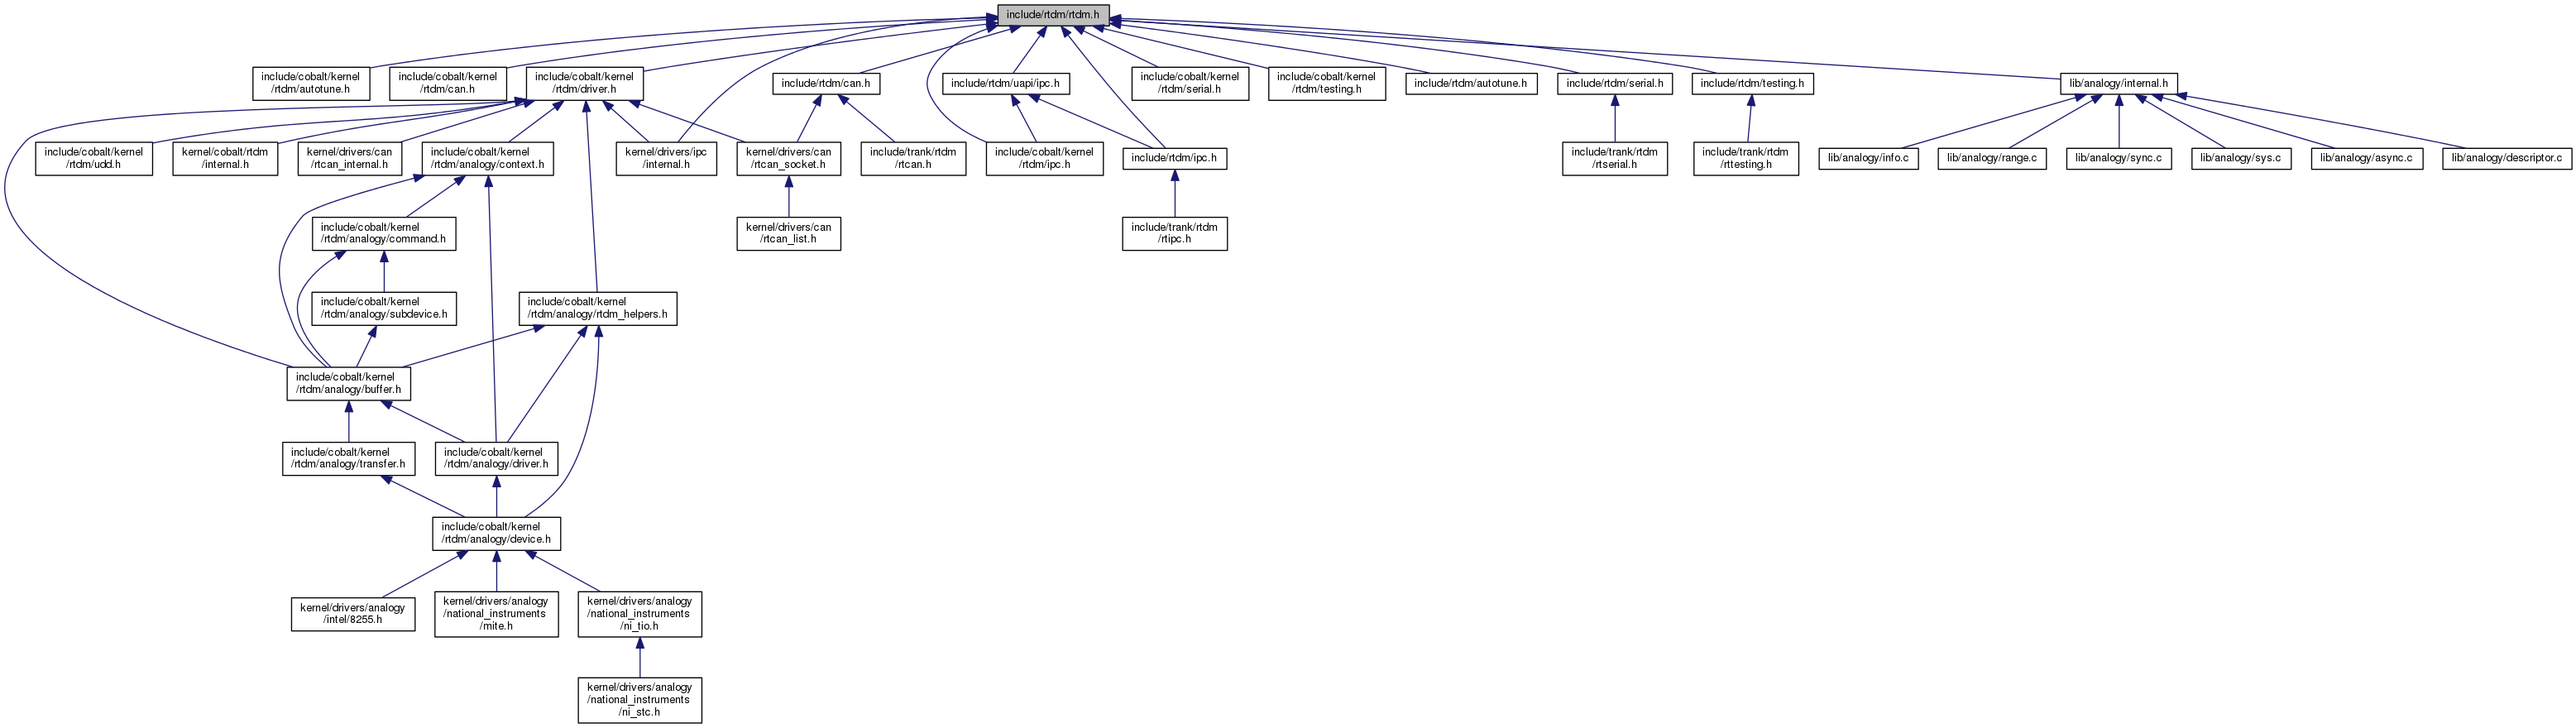 include/rtdm/rtdm.h
include/cobalt/kernel
/rtdm/autotune.h
include/cobalt/kernel
/rtdm/can.h
include/cobalt/kernel
/rtdm/driver.h
include/rtdm/can.h
include/rtdm/uapi/ipc.h
include/cobalt/kernel
/rtdm/serial.h
include/cobalt/kernel
/rtdm/testing.h
include/rtdm/autotune.h
include/rtdm/serial.h
include/rtdm/testing.h
lib/analogy/internal.h
include/cobalt/kernel
/rtdm/udd.h
kernel/cobalt/rtdm
/internal.h
kernel/drivers/can
/rtcan_internal.h
include/cobalt/kernel
/rtdm/analogy/context.h
kernel/drivers/ipc
/internal.h
kernel/drivers/can
/rtcan_socket.h
include/trank/rtdm
/rtcan.h
include/cobalt/kernel
/rtdm/ipc.h
include/rtdm/ipc.h
include/trank/rtdm
/rtserial.h
include/trank/rtdm
/rttesting.h
lib/analogy/info.c
lib/analogy/range.c
lib/analogy/sync.c
lib/analogy/sys.c
lib/analogy/async.c
lib/analogy/descriptor.c
include/cobalt/kernel
/rtdm/analogy/command.h
kernel/drivers/can
/rtcan_list.h
include/trank/rtdm
/rtipc.h
include/cobalt/kernel
/rtdm/analogy/subdevice.h
include/cobalt/kernel
/rtdm/analogy/rtdm_helpers.h
include/cobalt/kernel
/rtdm/analogy/buffer.h
include/cobalt/kernel
/rtdm/analogy/transfer.h
include/cobalt/kernel
/rtdm/analogy/driver.h
include/cobalt/kernel
/rtdm/analogy/device.h
kernel/drivers/analogy
/intel/8255.h
kernel/drivers/analogy
/national_instruments
/mite.h
kernel/drivers/analogy
/national_instruments
/ni_tio.h
kernel/drivers/analogy
/national_instruments
/ni_stc.h